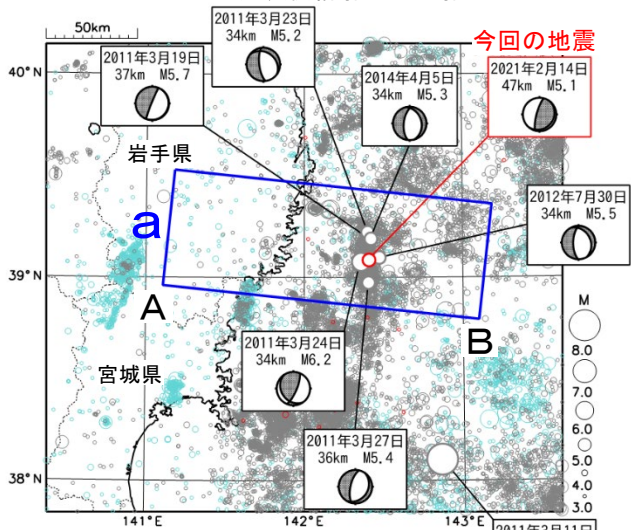 50km
2011年3月23日
34km M5.2
今回の地震
2011年3月19日
37km M5.7
2014年4月5日
34km M5.3
2021年2月14日
47km M5.1
40°N
岩手県
2012年7月30日
34km M5.5
a
39°N
A
B
M
8.0
7.0
6.0
5.0
4.0
3.0
2011年3月24日
34km M6.2
宮城県
2011年3月27日
36km M5.4
38°N
141°E
142°E
143°E